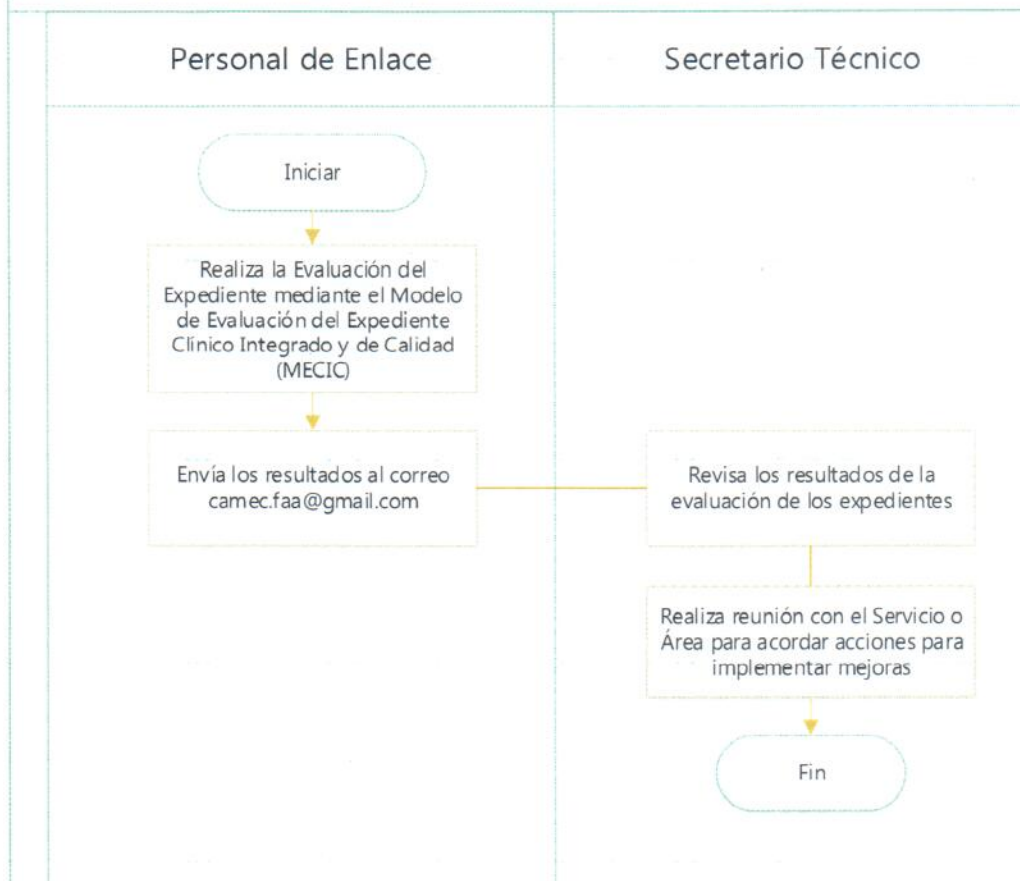 Personal de Enlace
Secretario Técnico
Iniciar
Realiza la Evaluación del
Expediente mediante el Modelo
de Evaluación del Expediente
Clínico Integrado y de Calidad
(MECIC)
Envía los resultados al correo
camec.faa@gmail.com
Revisa los resultados de la
evaluación de los expedientes
Realiza reunión con el Servicio o
Área para acordar acciones para
implementar mejoras
Fin